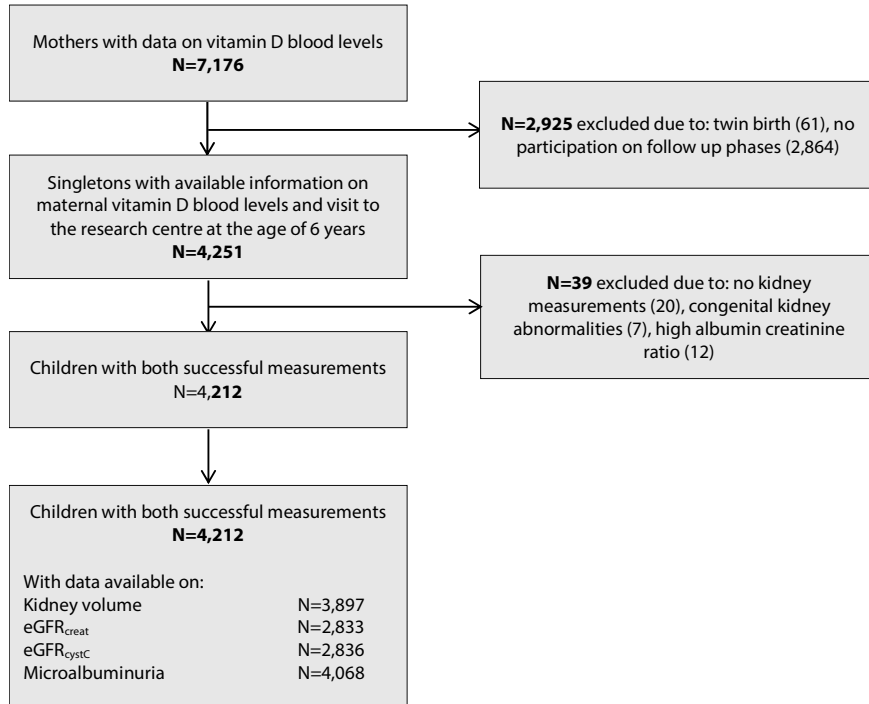 Mothers with data on vitamin D blood levels
N=7,176
N=2,925 excluded due to: twin birth (61), no
participation on follow up phases (2,864)
Singletons with available information on
maternal vitamin D blood levels and visit to
the research centre at the age of 6 years
N=4,251
N=39 excluded due to: no kidney
measurements (20), congenital kidney
abnormalities (7), high albumin creatinine
ratio (12)
Children with both successful measurements
N=4,212
Children with both successful measurements
N=4,212
With data available on:
Kidney volume N=3,897
eGFRcreat N=2,833
eGFRcystC N=2,836
Microalbuminuria N=4,068